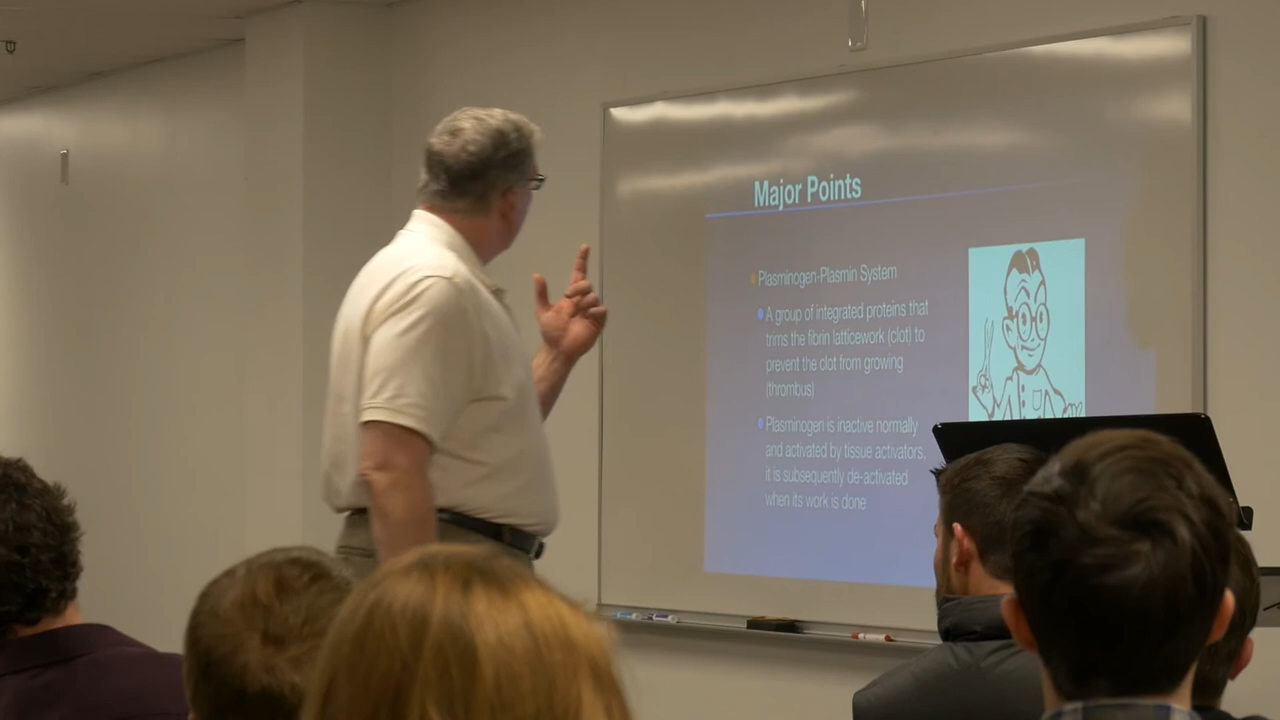 Major Points
Plasminogen-Plasmin System
A group of integrated proteins that
trims the fibrin latticework (clot) to
prevent the clot from growing
(thrombus)
Plasminogen is inactive normally
and activated by tissue activators,
it is subsequently de-activated
when its work is done